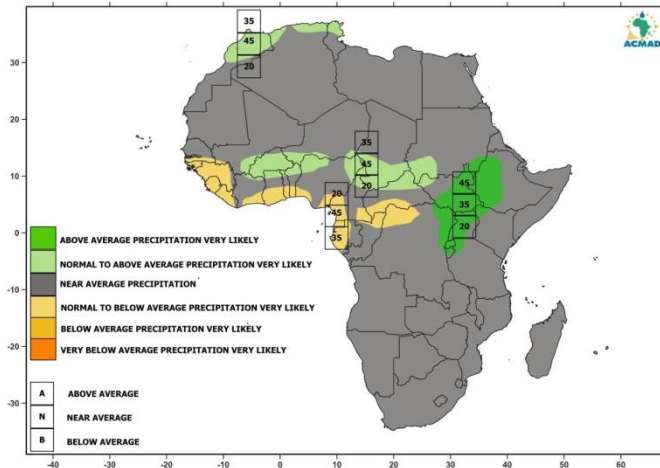 ACMAD
35
45
20
35
45
20
45
35
20
20
45
35
30
20
10
0
-10
-20
-30
ABOVE AVERAGE PRECIPITATION VERY LIKELY
NORMAL TO ABOVE AVERAGE PRECIPITATION VERY LIKELY
NEAR AVERAGE PRECIPITATION
NORMAL TO BELOW AVERAGE PRECIPITATION VERY LIKELY
BELOW AVERAGE PRECIPITATION VERY LIKELY
VERY BELOW AVERAGE PRECIPITATION VERY LIKELY
A ABOVE AVERAGE
N NEAR AVERAGE
B BELOW AVERAGE
-40 -30 -20 -10 0 10 20 30 40 50 60